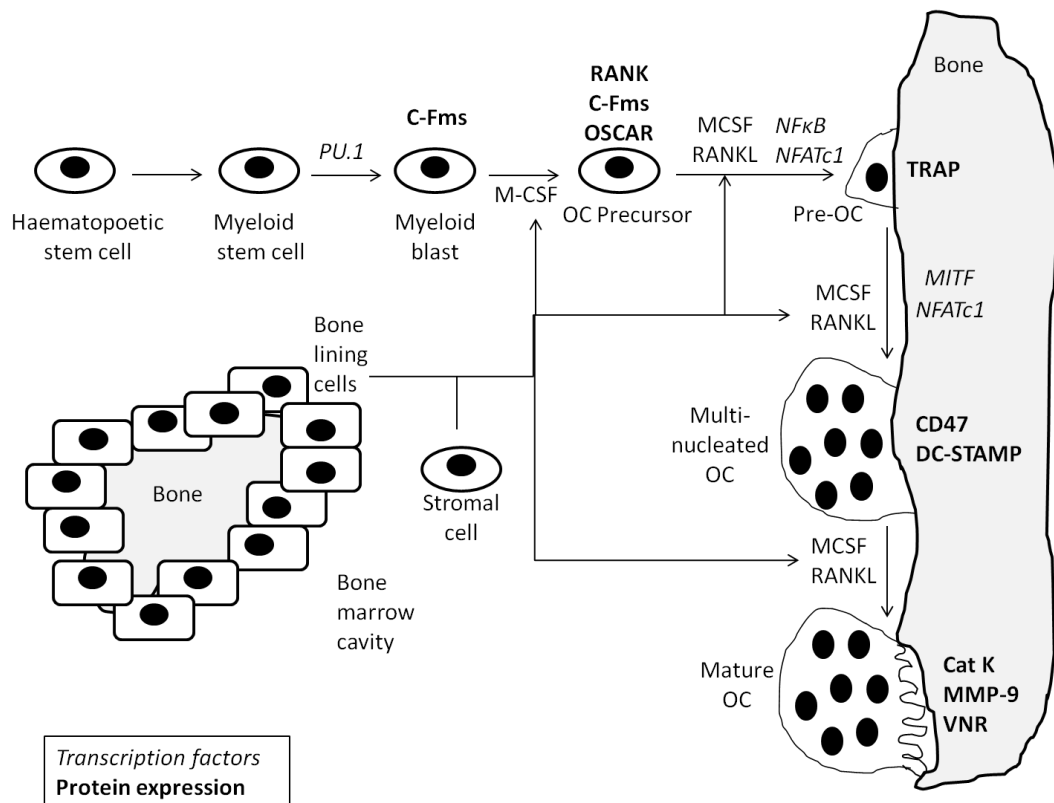 Bone
RANK
C-Fms
OSCAR
C-Fms
MCSF
RANKL
NFκB
NFATc1
PU.1
M-CSF
TRAP
Haematopoetic
stem cell
Myeloid
stem cell
Myeloid
blast
OC Precursor
Pre-OC
MCSF
RANKL
MITF
NFATc1
Bone
lining
cells
Multi-
nucleated
OC
CD47
DC-STAMP
Bone
Stromal
cell
MCSF
RANKL
Bone
marrow
cavity
Mature
OC
Cat K
MMP-9
VNR
Transcription factors
Protein expression